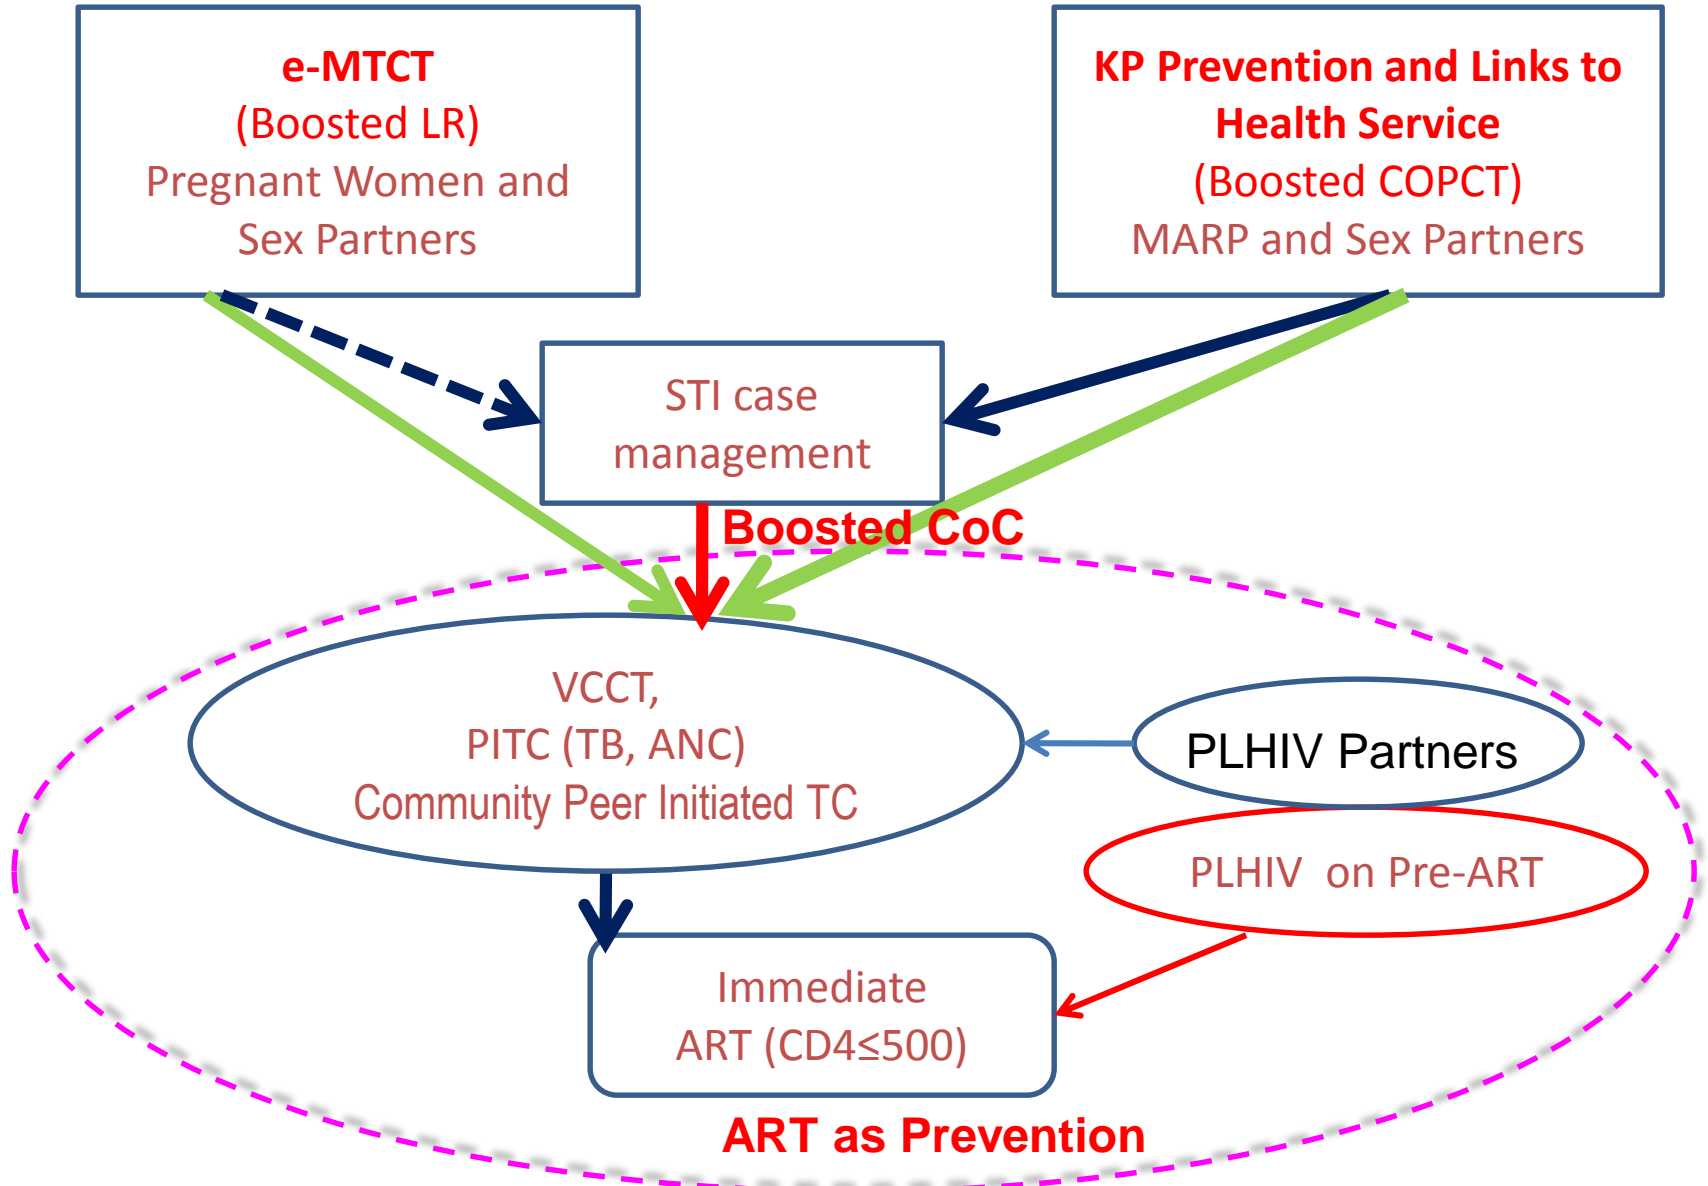 e-MTCT
(Boosted LR)
Pregnant Women and
Sex Partners
KP Prevention and Links to
Health Service
(Boosted COPCT)
MARP and Sex Partners
STI case
management
Boosted CoC
VCCT,
PITC (TB, ANC)
Community Peer Initiated TC
PLHIV Partners
PLHIV on Pre-ART
Immediate
ART (CD4≤500)
ART as Prevention